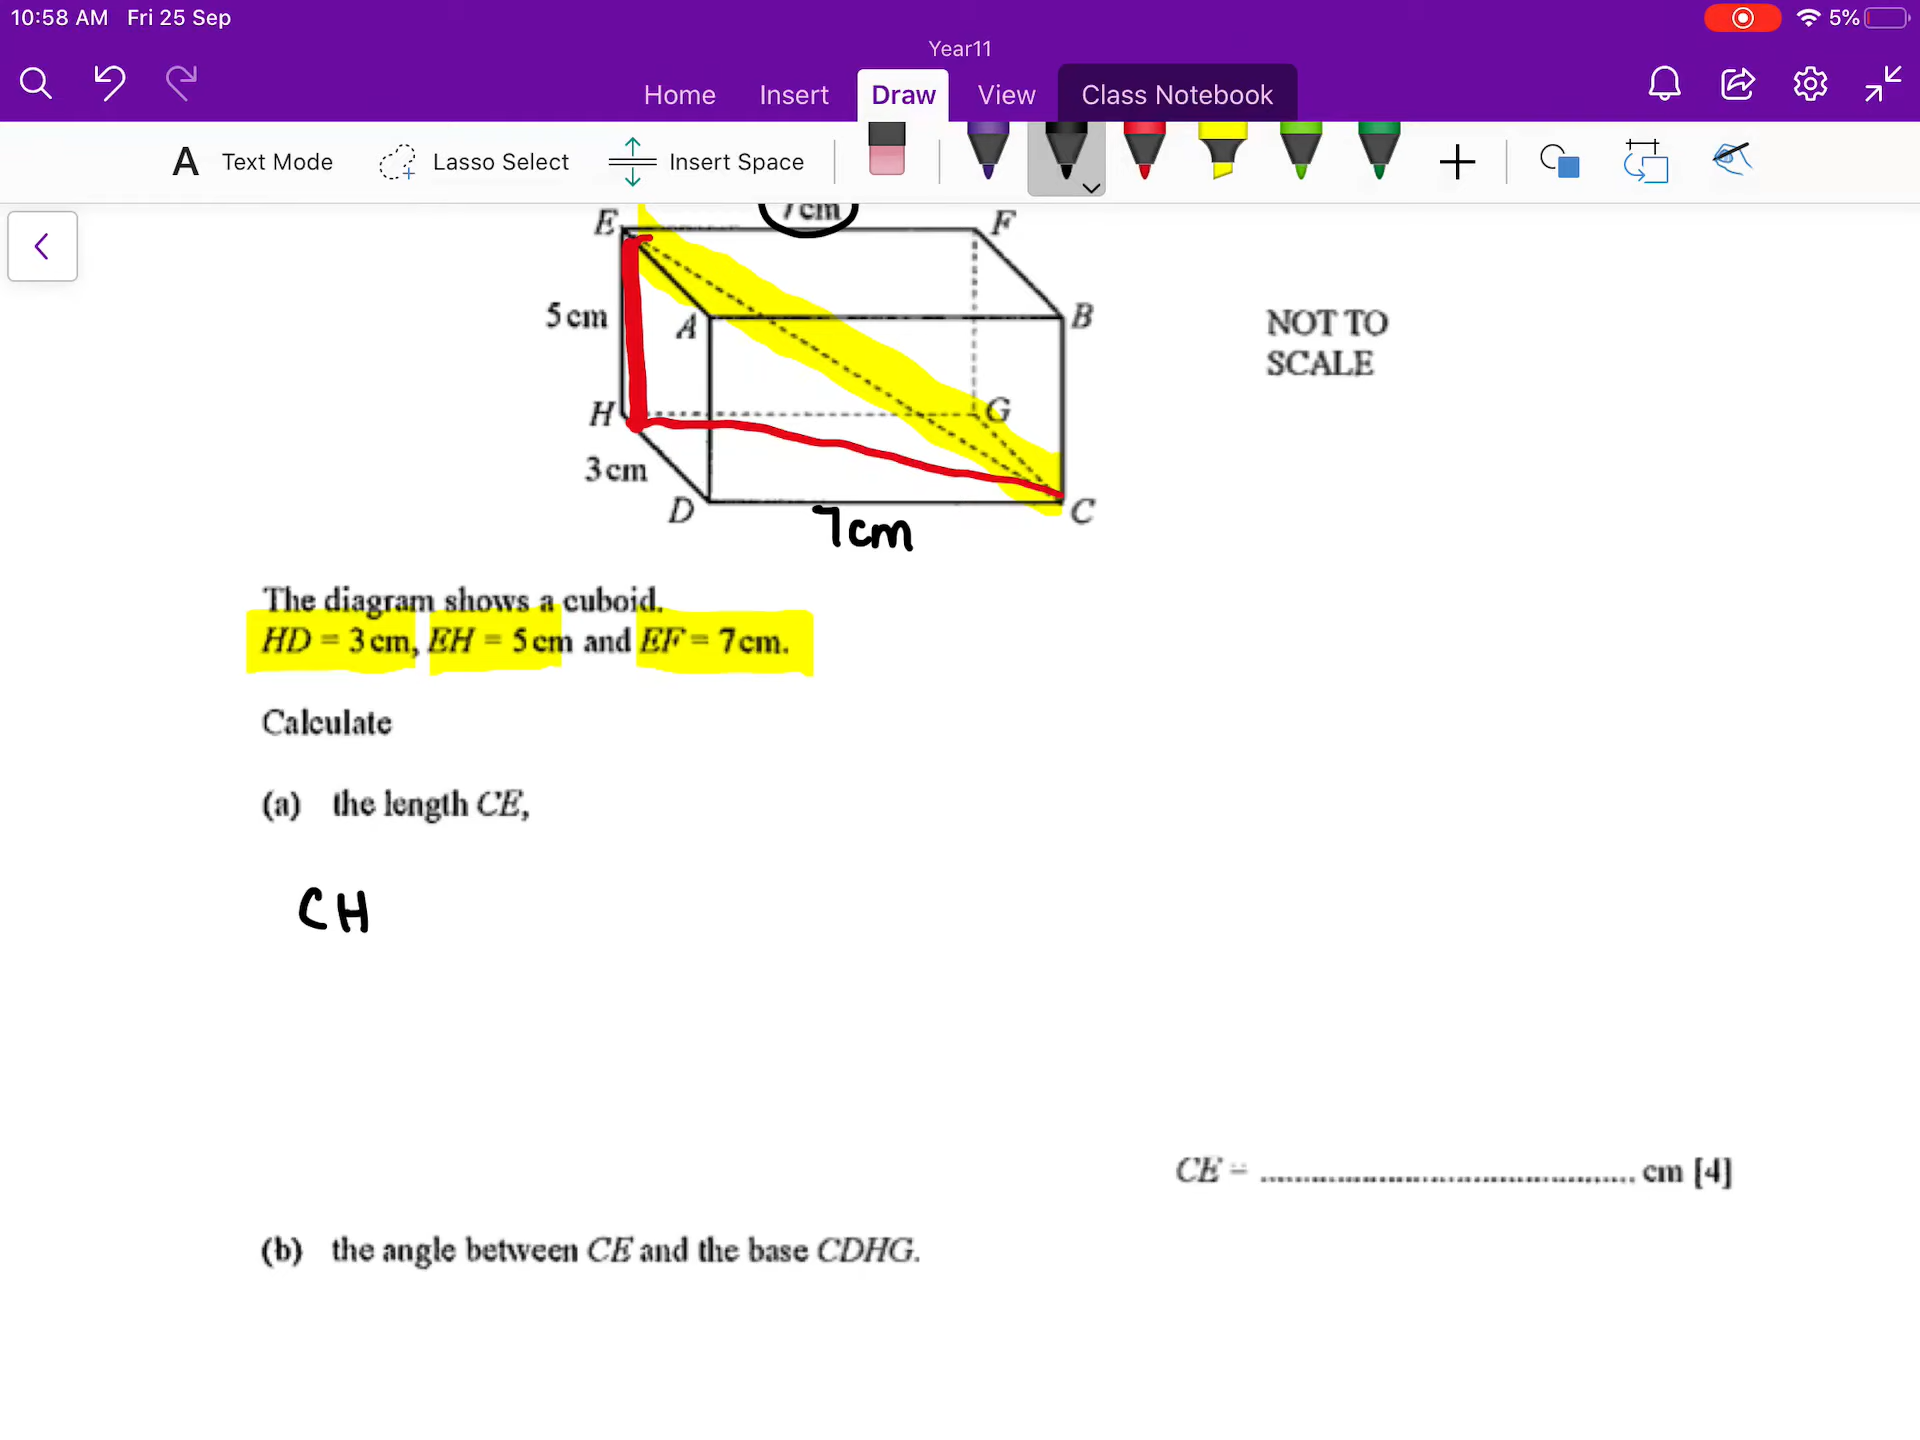 10:58 AM Fri 25 Sep
5%
Year11
Home Insert Draw View Class Notebook
A Text Mode Lasso Select Insert Space
7cm
E F
5cm A B
NOT TO
SCALE
H G
3cm
D C
7cm
The diagram shows a cuboid.
HD = 3cm, EH = 5cm and EF = 7cm.
Calculate
(a) the length CE,
CH
CE = ........................................ cm [4]
(b) the angle between CE and the base CDHG.